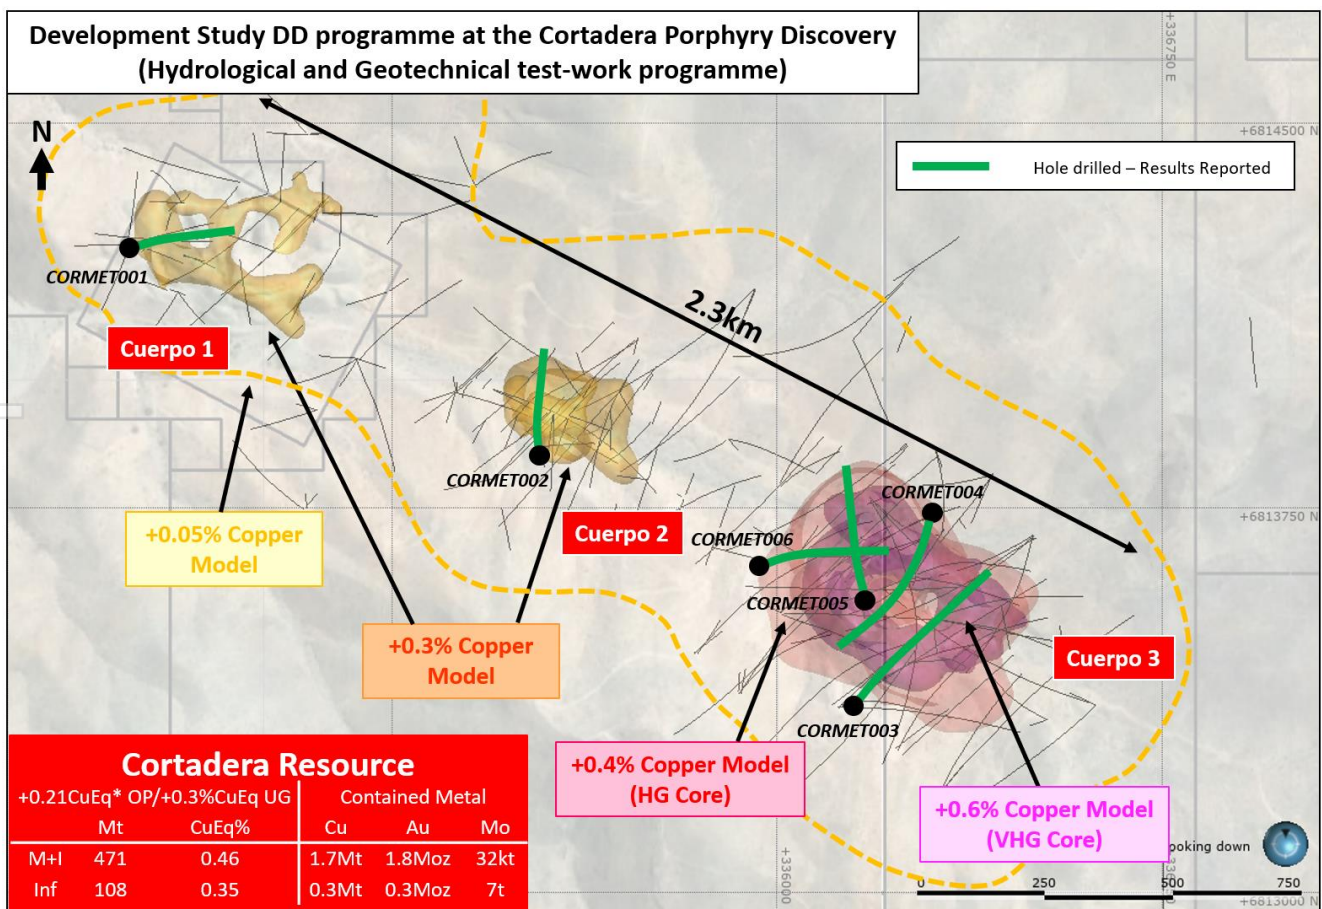 Development Study DD programme at the Cortadera Porphyry Discovery
(Hydrological and Geotechnical test-work programme)
+336750 E
+6814500 N
N
Hole drilled – Results Reported
CORMET001
2.3km
Cuerpo 1
CORMET002
CORMET004
+6813750 N
Cuerpo 2
CORMET006
+0.05% Copper
Model
CORMET005
+0.3% Copper
Model
Cuerpo 3
CORMET003
+0.4% Copper Model
(HG Core)
+0.6% Copper Model
(VHG Core)
Cortadera Resource
+0.21CuEq* OP/+0.3%CuEq UG Contained Metal
Mt CuEq% Cu Au Mo
M+I 471 0.46 1.7Mt 1.8Moz 32kt
Inf 108 0.35 0.3Mt 0.3Moz 7t
+336000
down
0 250 500 750
+6813000 N